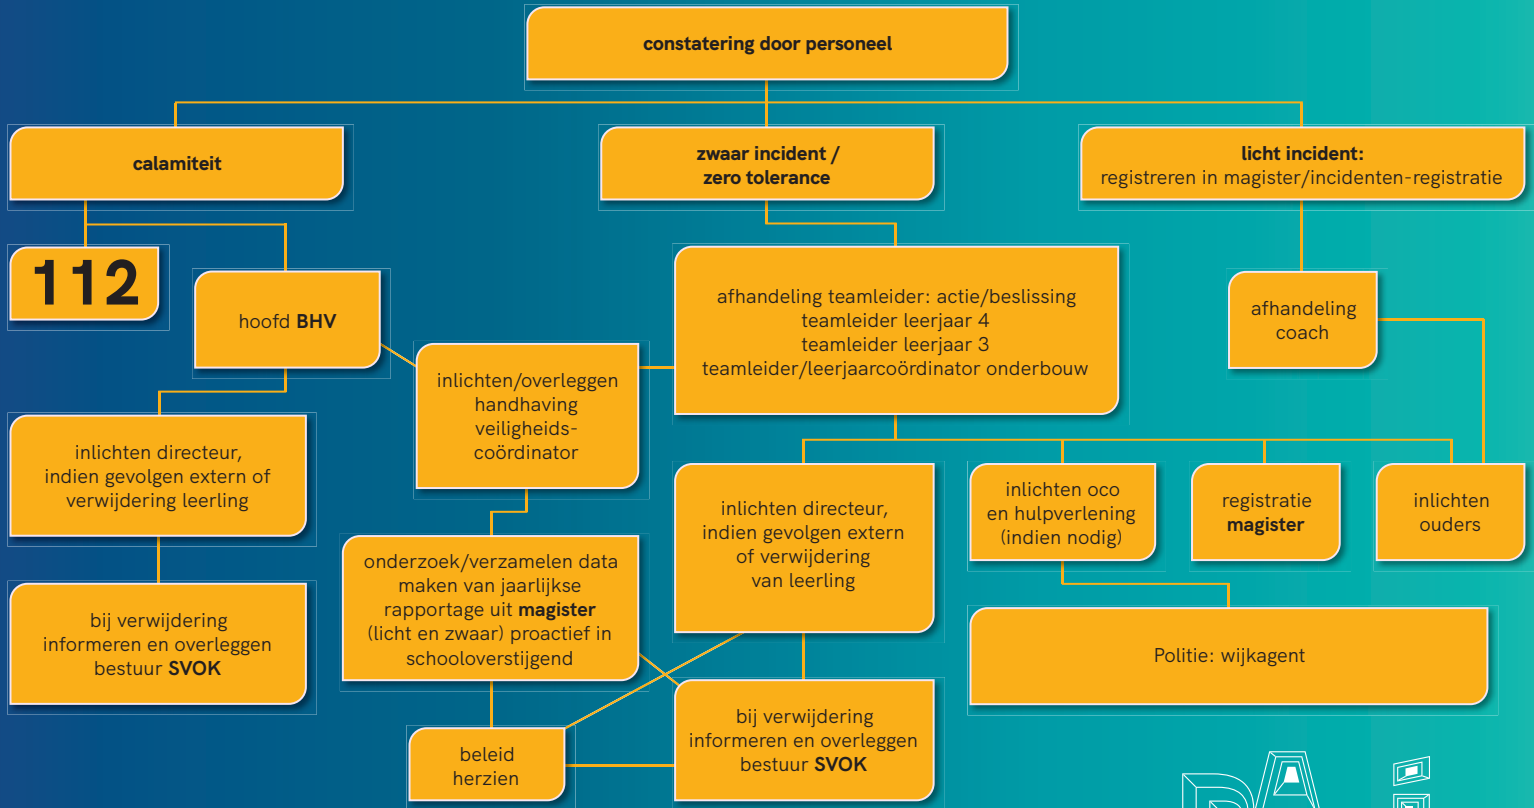 constatering door personeel
calamiteit
zwaar incident /
zero tolerance
licht incident:
registreren in magister/incidenten-registratie
112
hoofd BHV
afhandeling teamleider: actie/beslissing
teamleider leerjaar 4
teamleider leerjaar 3
teamleider/leerjaarcoördinator onderbouw
afhandeling
coach
inlichten/overleggen
handhaving
veiligheids-
coördinator
inlichten directeur,
indien gevolgen extern of
verwijdering leerling
inlichten directeur,
indien gevolgen extern
of verwijdering
van leerling
inlichten oco
en hulpverlening
(indien nodig)
registratie
magister
inlichten
ouders
onderzoek/verzamelen data
maken van jaarlijkse
rapportage uit magister
(licht en zwaar) proactief in
schooloverstijgend
bij verwijdering
informeren en overleggen
bestuur SVOK
Politie: wijkagent
bij verwijdering
informeren en overleggen
bestuur SVOK
beleid
herzien